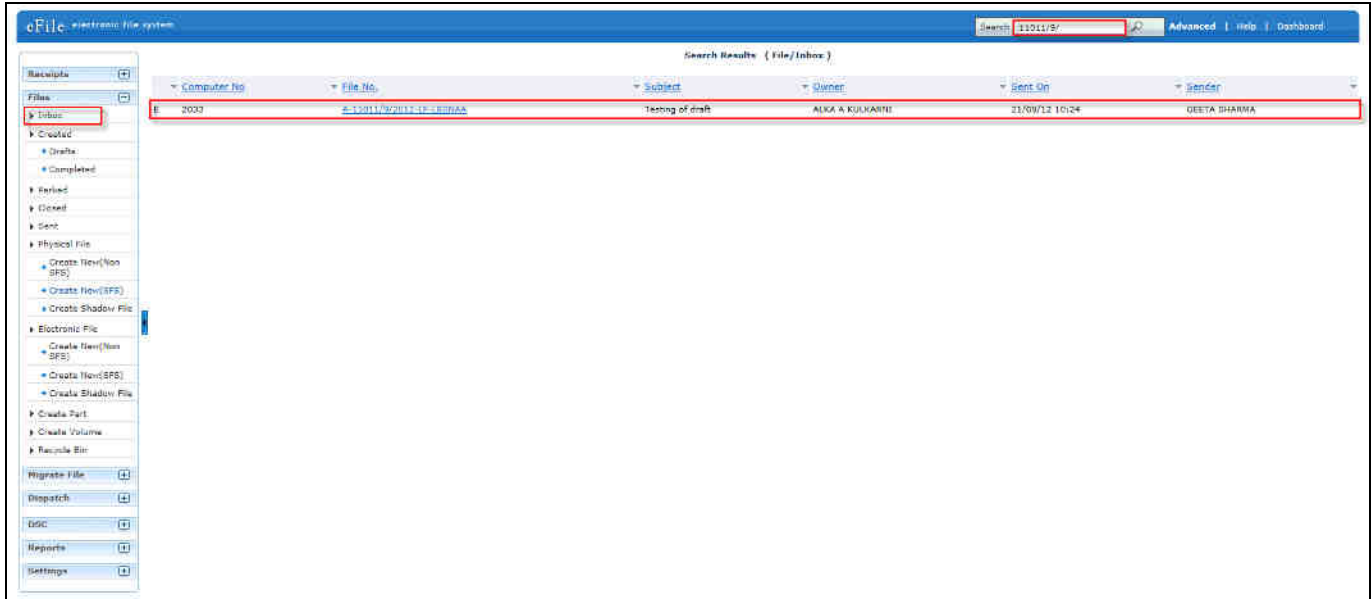 eFile electronic file system
Search 11011/9/ Advanced | Help | Dashboard
Search Results ( File/Inbox )
Receipts
Files
Inbox
Created
Drafts
Completed
Parked
Closed
Sent
Physical File
Create New(Non SFS)
Create New(SFS)
Create Shadow File
Electronic File
Create New(Non SFS)
Create New(SFS)
Create Shadow File
Create Part
Create Volume
Recycle Bin
Migrate File
Dispatch
DSC
Reports
Settings
Computer No File No. Subject Owner Sent On Sender
E 2033 Testing of draft ALKA A KULKARNI 21/09/12 10:24 GEETA SHARMA